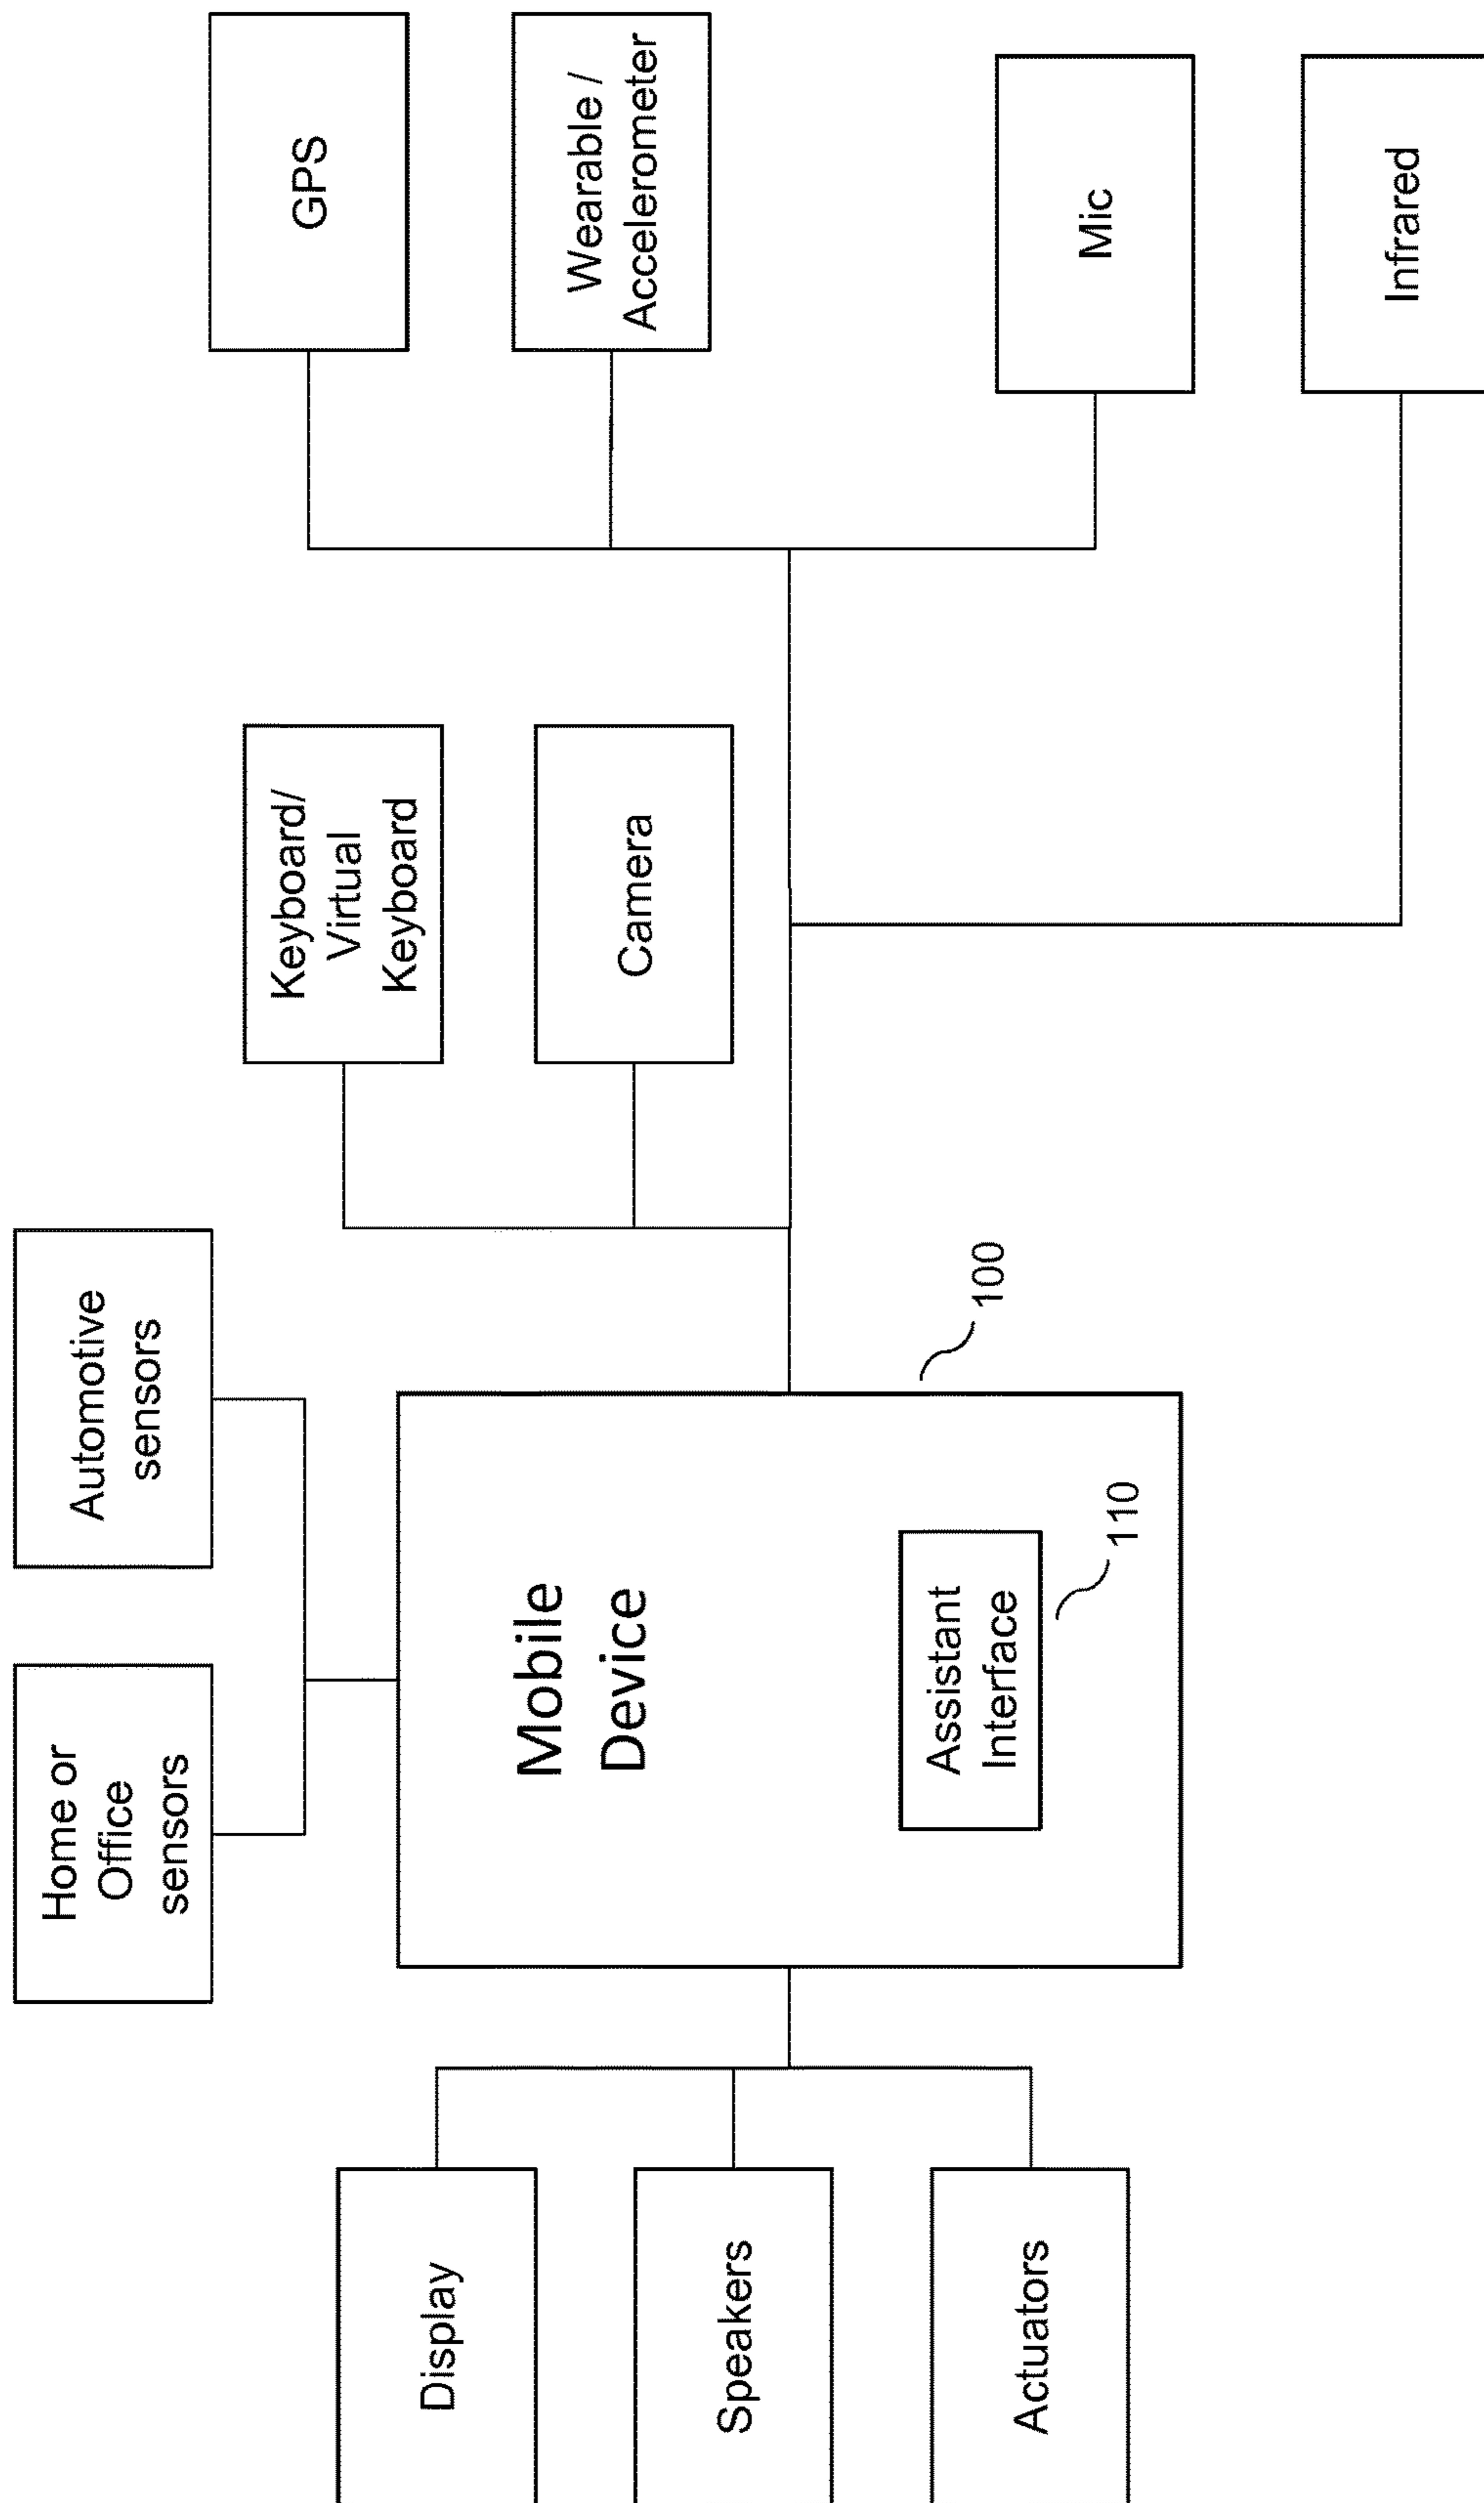 Home or
Office
sensors
Automotive
sensors
Display
Speakers
Actuators
Mobile
Device
Assistant
Interface
110
100
Keyboard/
Virtual
Keyboard
Camera
GPS
Wearable /
Accelerometer
Mic
Infrared